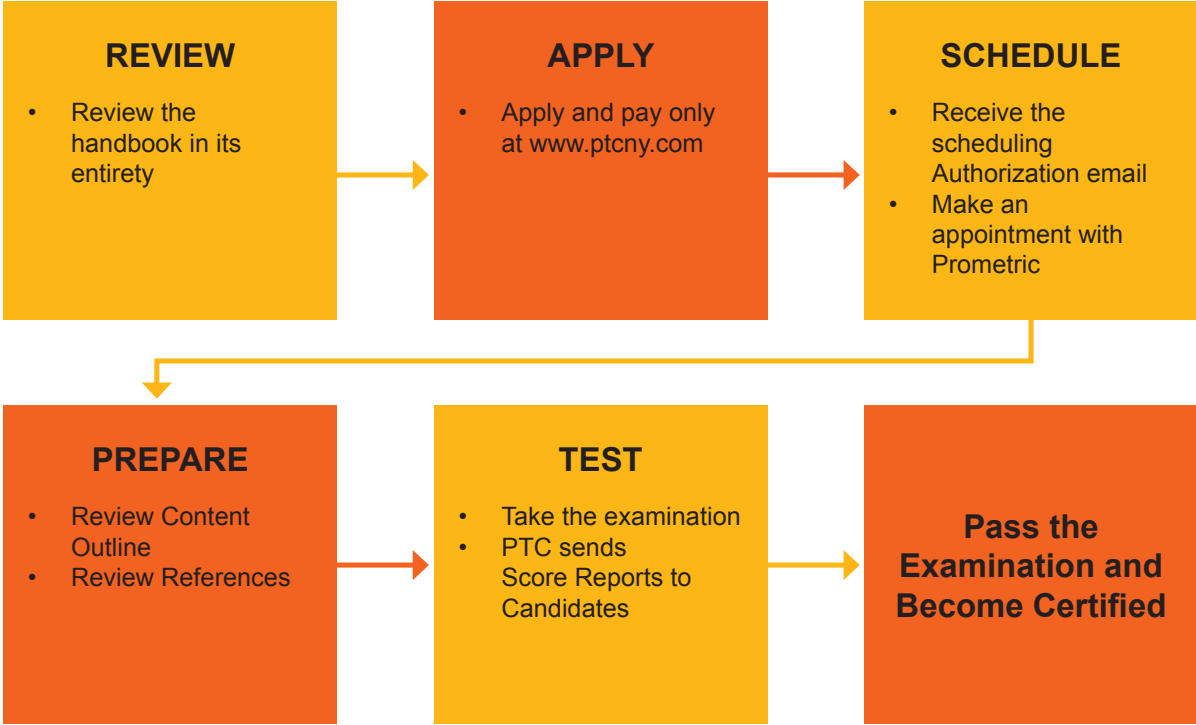 REVIEW
• Review the
handbook in its
entirety
APPLY
• Apply and pay only
at www.ptcny.com
SCHEDULE
• Receive the
scheduling
Authorization email
• Make an
appointment with
Prometric
PREPARE
• Review Content
Outline
• Review References
TEST
• Take the examination
• PTC sends
Score Reports to
Candidates
Pass the
Examination and
Become Certified